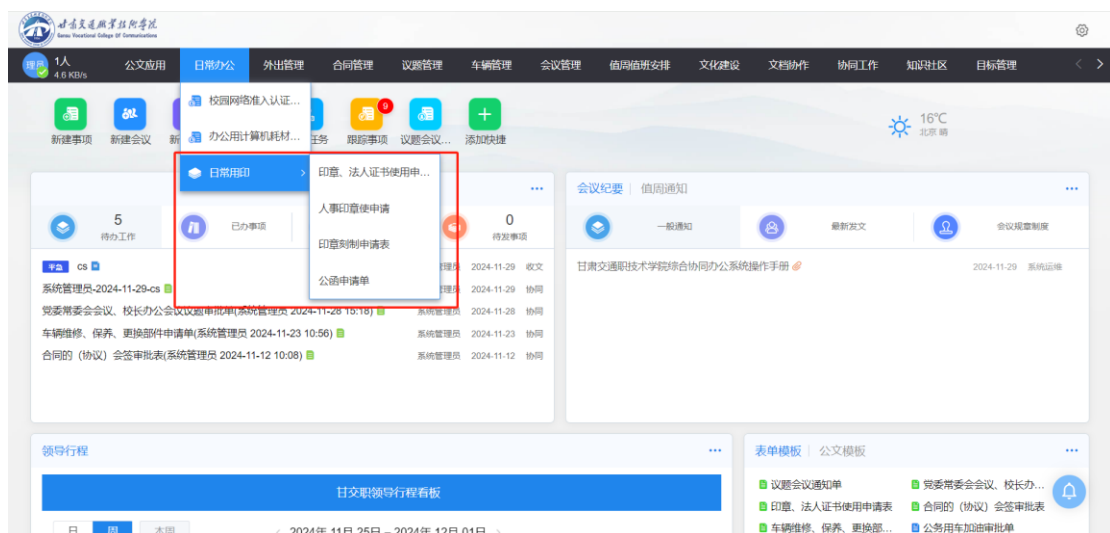 甘肃交通职业技术学院
Gansu Vocational College Of Communications
理员 1人
4.6 KB/s
公文应用 日常办公 外出管理 合同管理 议题管理 车辆管理 会议管理 值周值班安排 文化建设 文档协作 协同工作 知识社区 目标管理
校园网络准入认证...
办公用计算机耗材...
日常用印
印章、法人证书使用申...
人事印章使申请
印章刻制申请表
公函申请单
新建事项 新建会议 新 任务 跟踪事项 9 议题会议... 添加快捷
16℃
北京 晴
会议纪要 值周通知
5
待办工作
已办事项
0
待发事项
一般通知 最新发文 会议规章制度
平急 cs 管理员 2024-11-29 收文
系统管理员-2024-11-29-cs 管理员 2024-11-29 协同
党委常委会会议、校长办公会议议题审批单(系统管理员 2024-11-28 15:18) 系统管理员 2024-11-28 协同
车辆维修、保养、更换部件申请单(系统管理员 2024-11-23 10:56) 系统管理员 2024-11-23 协同
合同的（协议）会签审批表(系统管理员 2024-11-12 10:08) 系统管理员 2024-11-12 协同
甘肃交通职技术学院综合协同办公系统操作手册 2024-11-29 系统运维
领导行程
甘交职领导行程看板
日 周 本周 2024年 11月 25日 – 2024年 12月 01日
表单模板 公文模板
议题会议通知单 党委常委会会议、校长办...
印章、法人证书使用申请表 合同的（协议）会签审批表
车辆维修、保养、更换部... 公务用车加油审批单